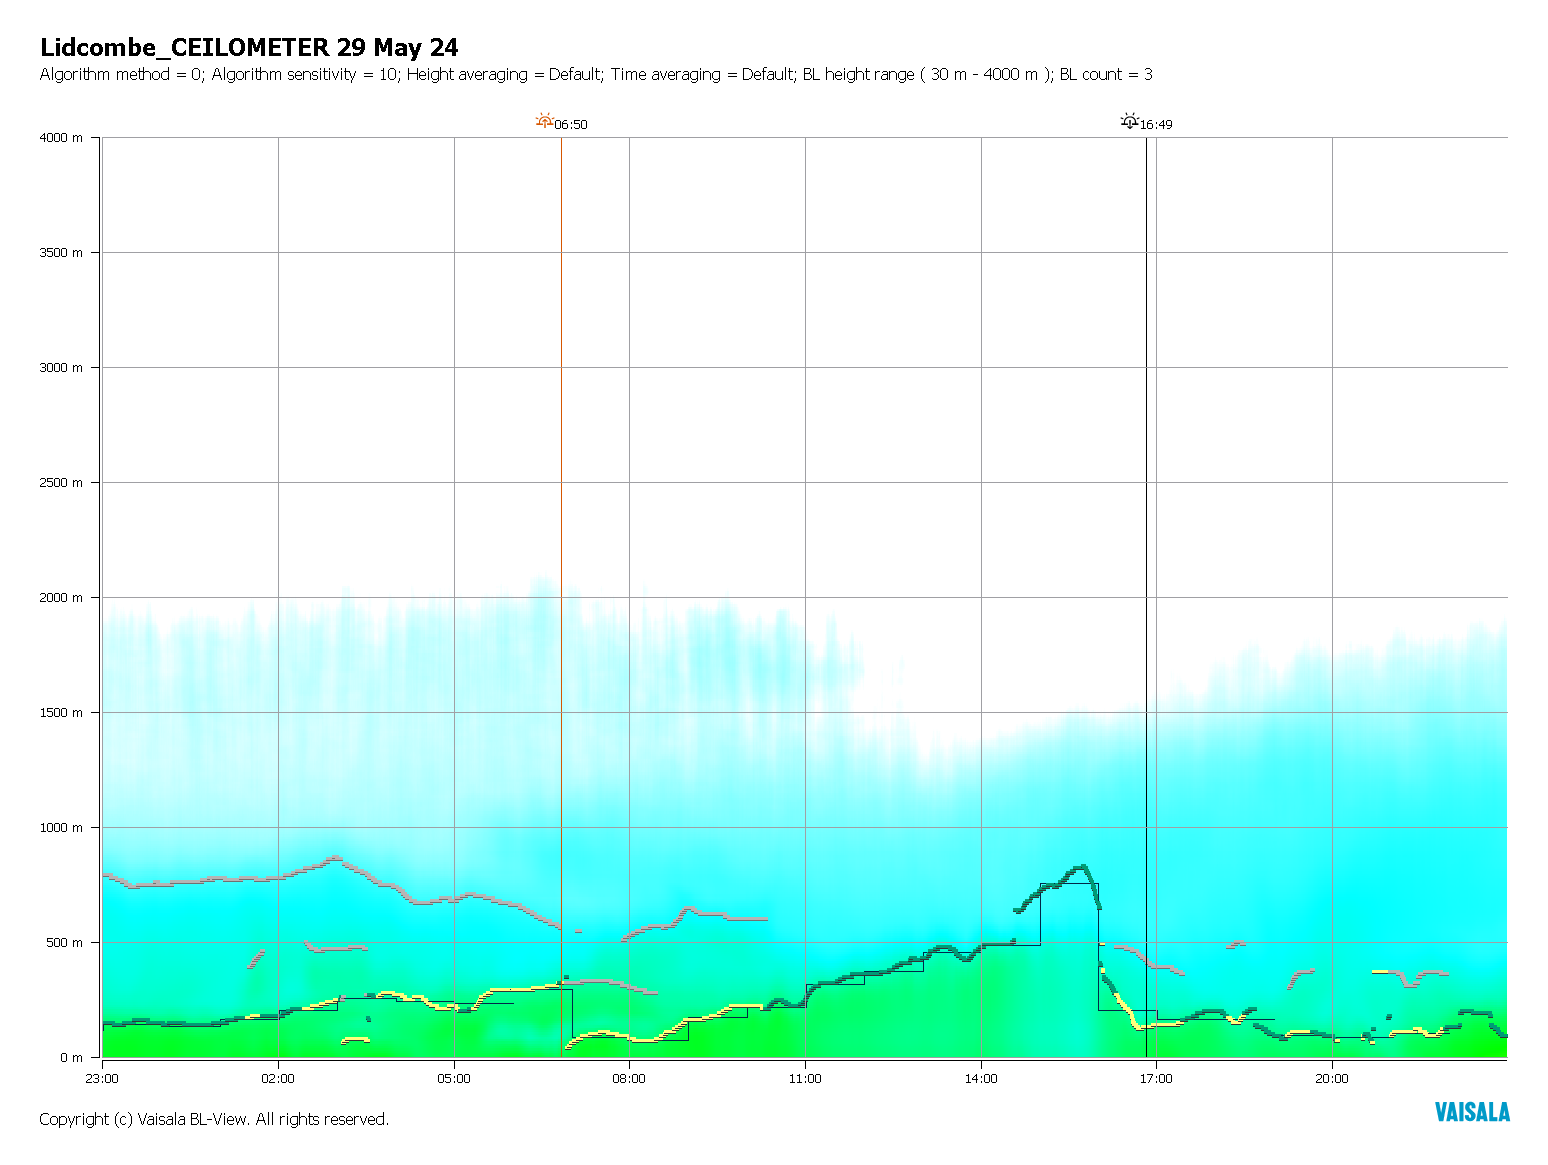 Lidcombe_CEILOMETER 29 May 24
Algorithm method = 0; Algorithm sensitivity = 10; Height averaging = Default; Time averaging = Default; BL height range ( 30 m - 4000 m ); BL count = 3
06:50
16:49
4000 m
3500 m
3000 m
2500 m
2000 m
1500 m
1000 m
500 m
0 m
23:00
02:00
05:00
08:00
11:00
14:00
17:00
20:00
Copyright (c) Vaisala BL-View. All rights reserved.
VAISALA